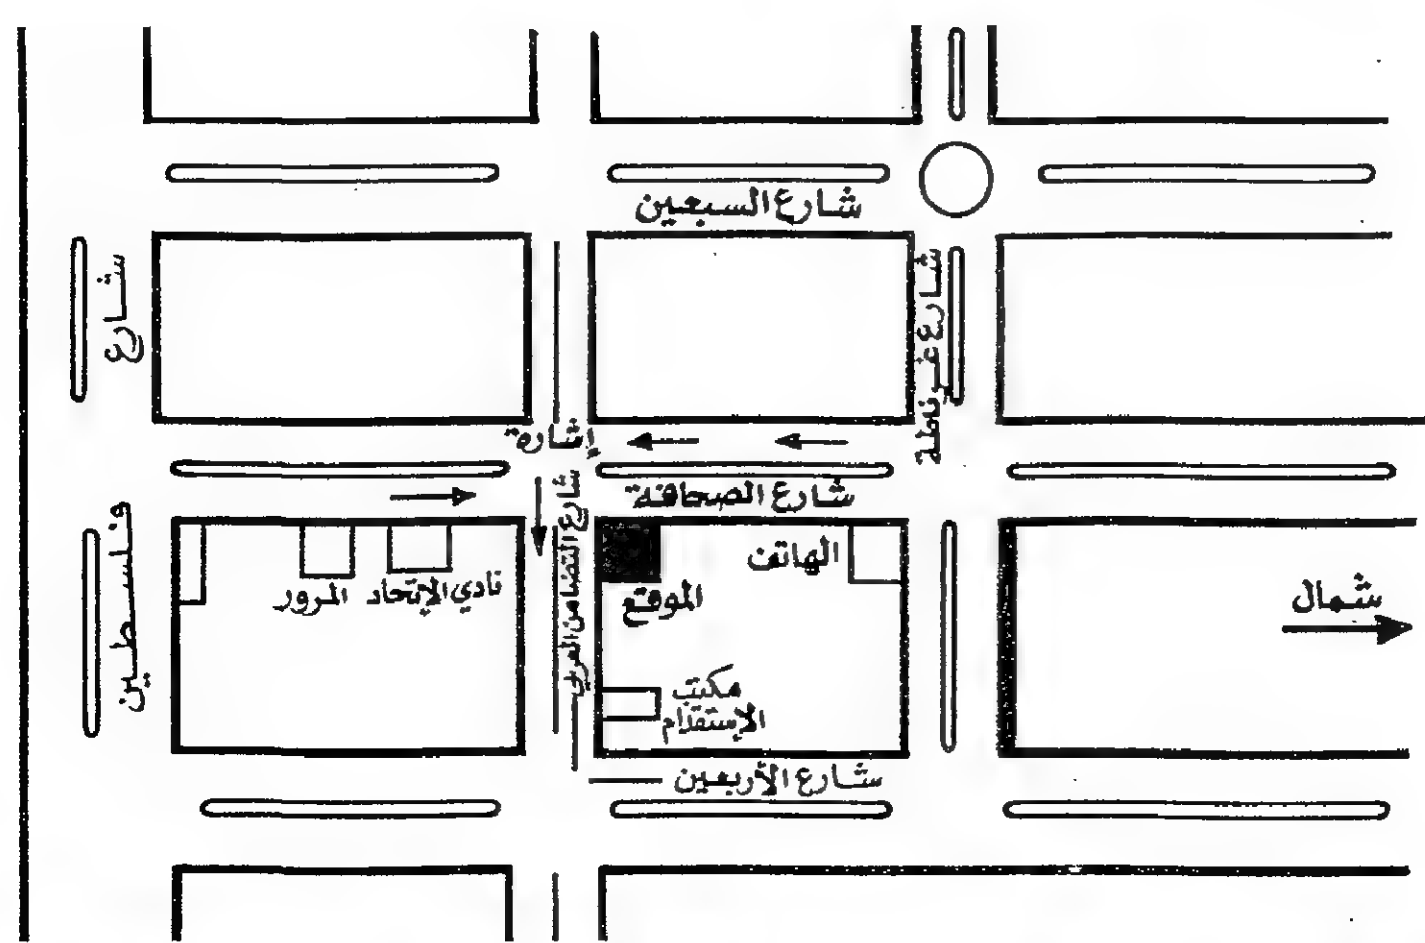 شارع السبعين
شارع
شارع غرناطة
إشارة
شارع الصحافة
شارع التضامن العربي
فلسطين
الهاتف
الموقع
نادي الإتحاد
المرور
شمال
مكتب
الإستقدام
شارع الأربعين